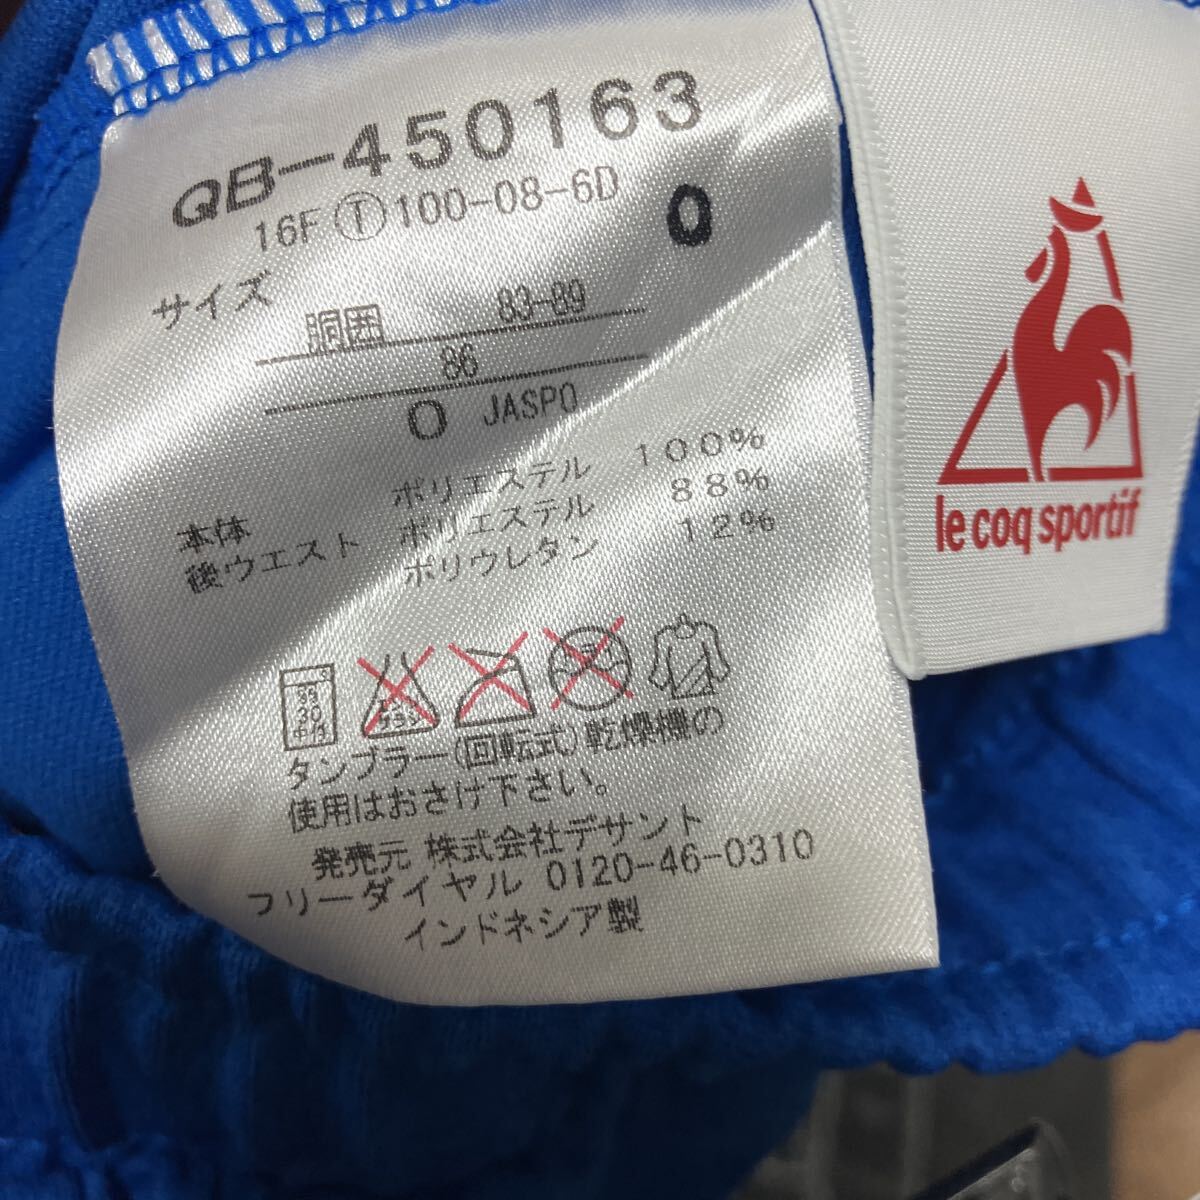 QB-450163
16F Ⓣ 100-08-6D
0
サイズ
胴囲 83-89
86
O JASPO
本体 ポリエステル 100%
後ウエスト ポリエステル 88%
ポリウレタン 12%
タンブラー(回転式)乾燥機の
使用はおさけ下さい。
発売元 株式会社デサント
フリーダイヤル 0120-46-0310
インドネシア製
le coq sportif